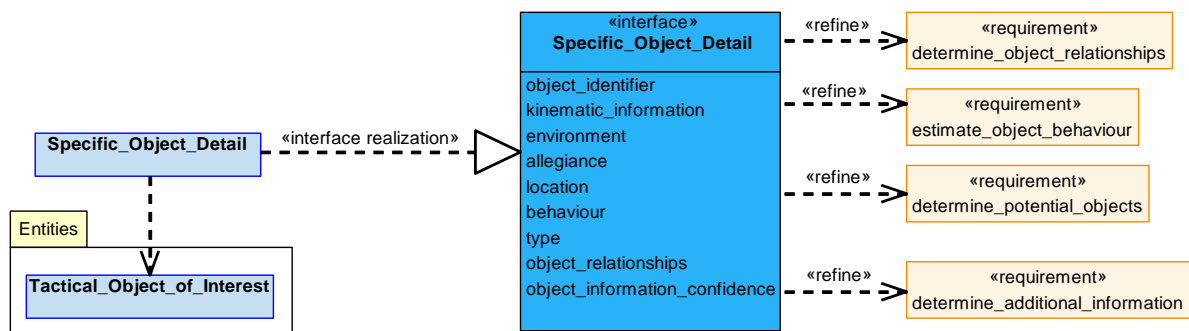 «interface»
Specific_Object_Detail
object_identifier
kinematic_information
environment
allegiance
location
behaviour
type
object_relationships
object_information_confidence
Specific_Object_Detail
«interface realization»
Entities
Tactical_Object_of_Interest
«refine»
«requirement»
determine_object_relationships
«refine»
«requirement»
estimate_object_behaviour
«refine»
«requirement»
determine_potential_objects
«refine»
«requirement»
determine_additional_information